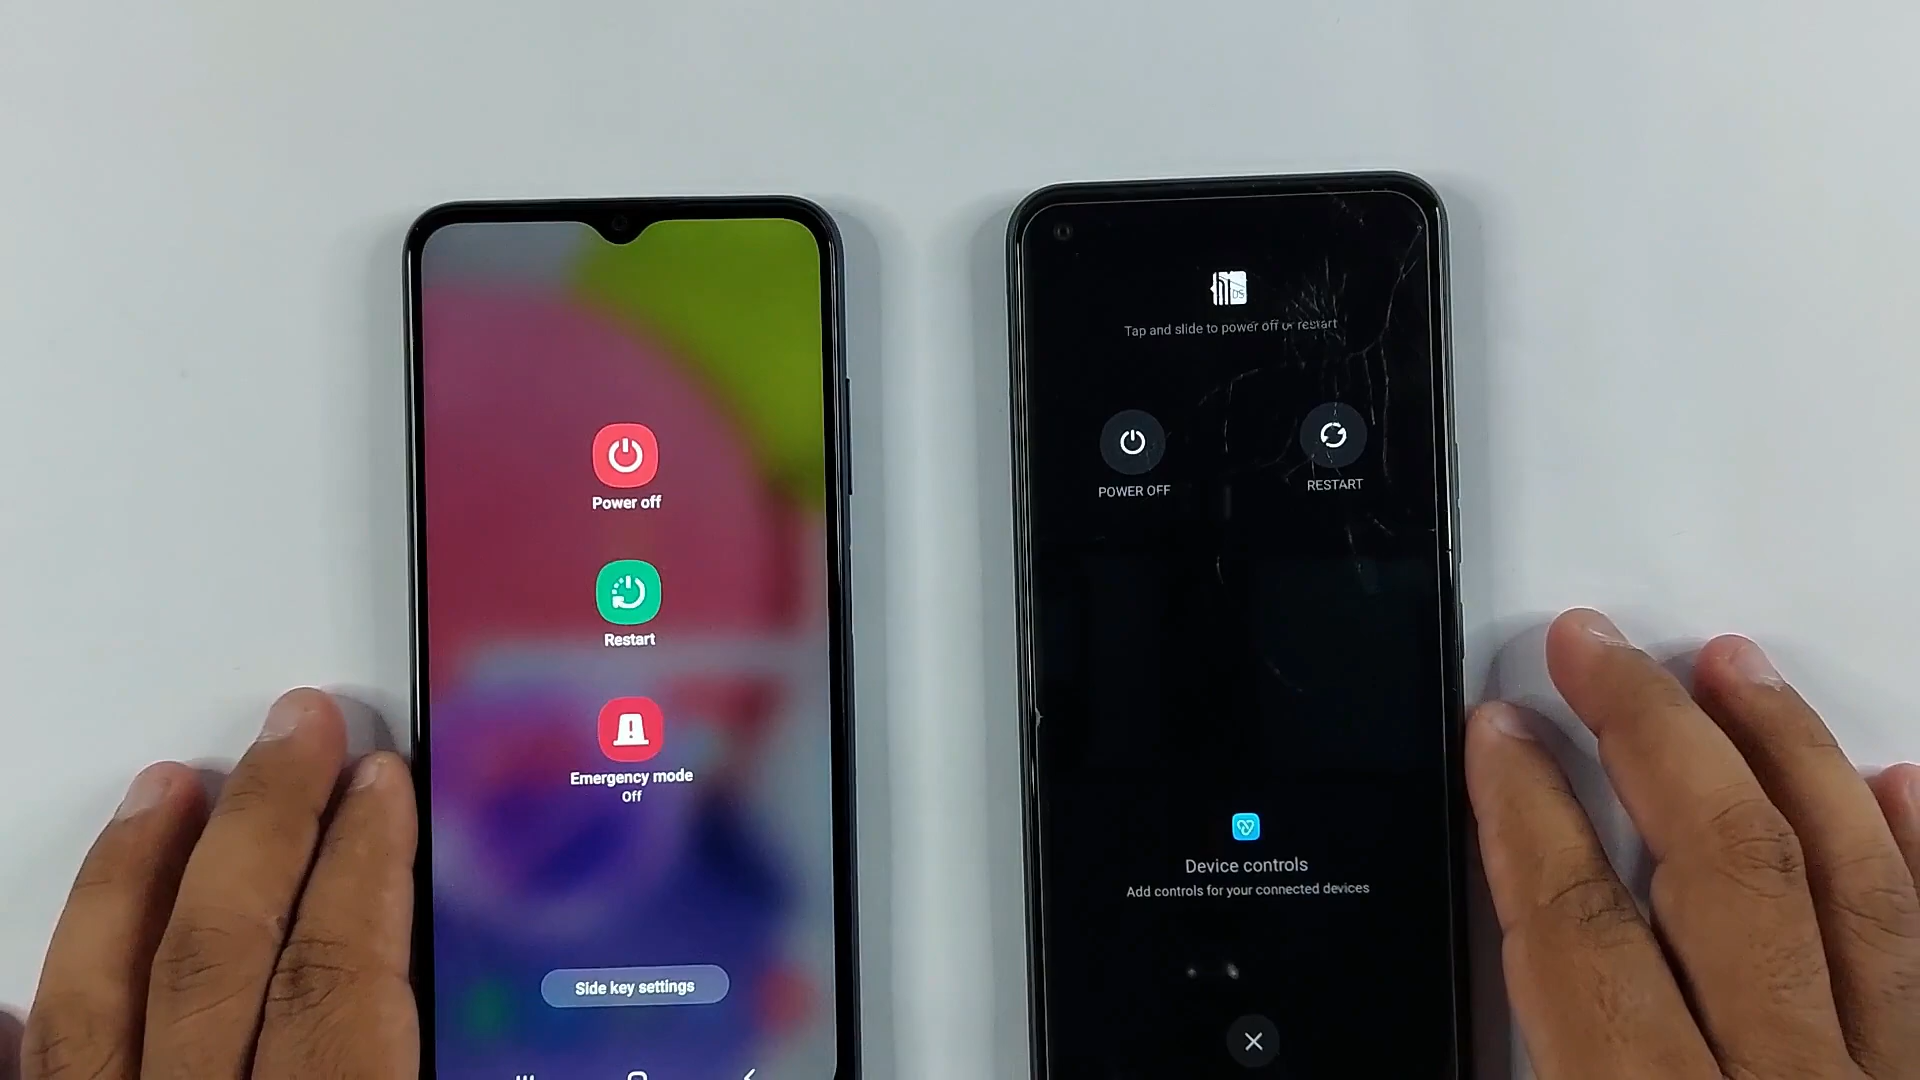 Power off
Restart
Emergency mode
Off
Side key settings
Tap and slide to power off or restart
POWER OFF
RESTART
Device controls
Add controls for your connected devices